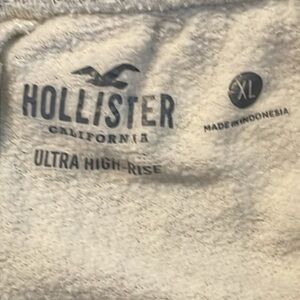 HOLLISTER
CALIFORNIA
ULTRA HIGH-RISE
XL
MADE IN INDONESIA